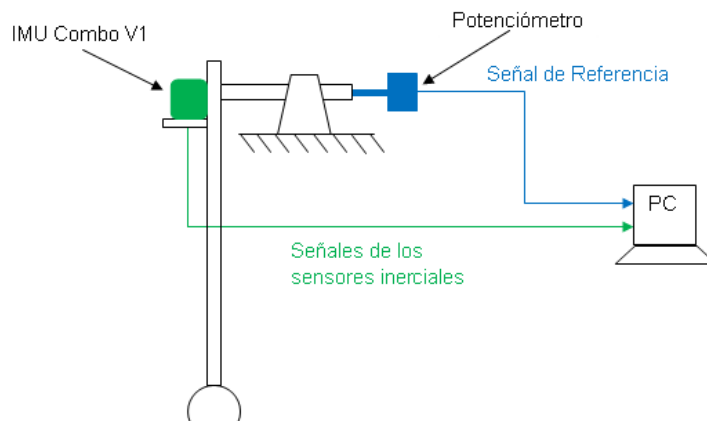 IMU Combo V1
Potenciómetro
Señal de Referencia
PC
Señales de los
sensores inerciales